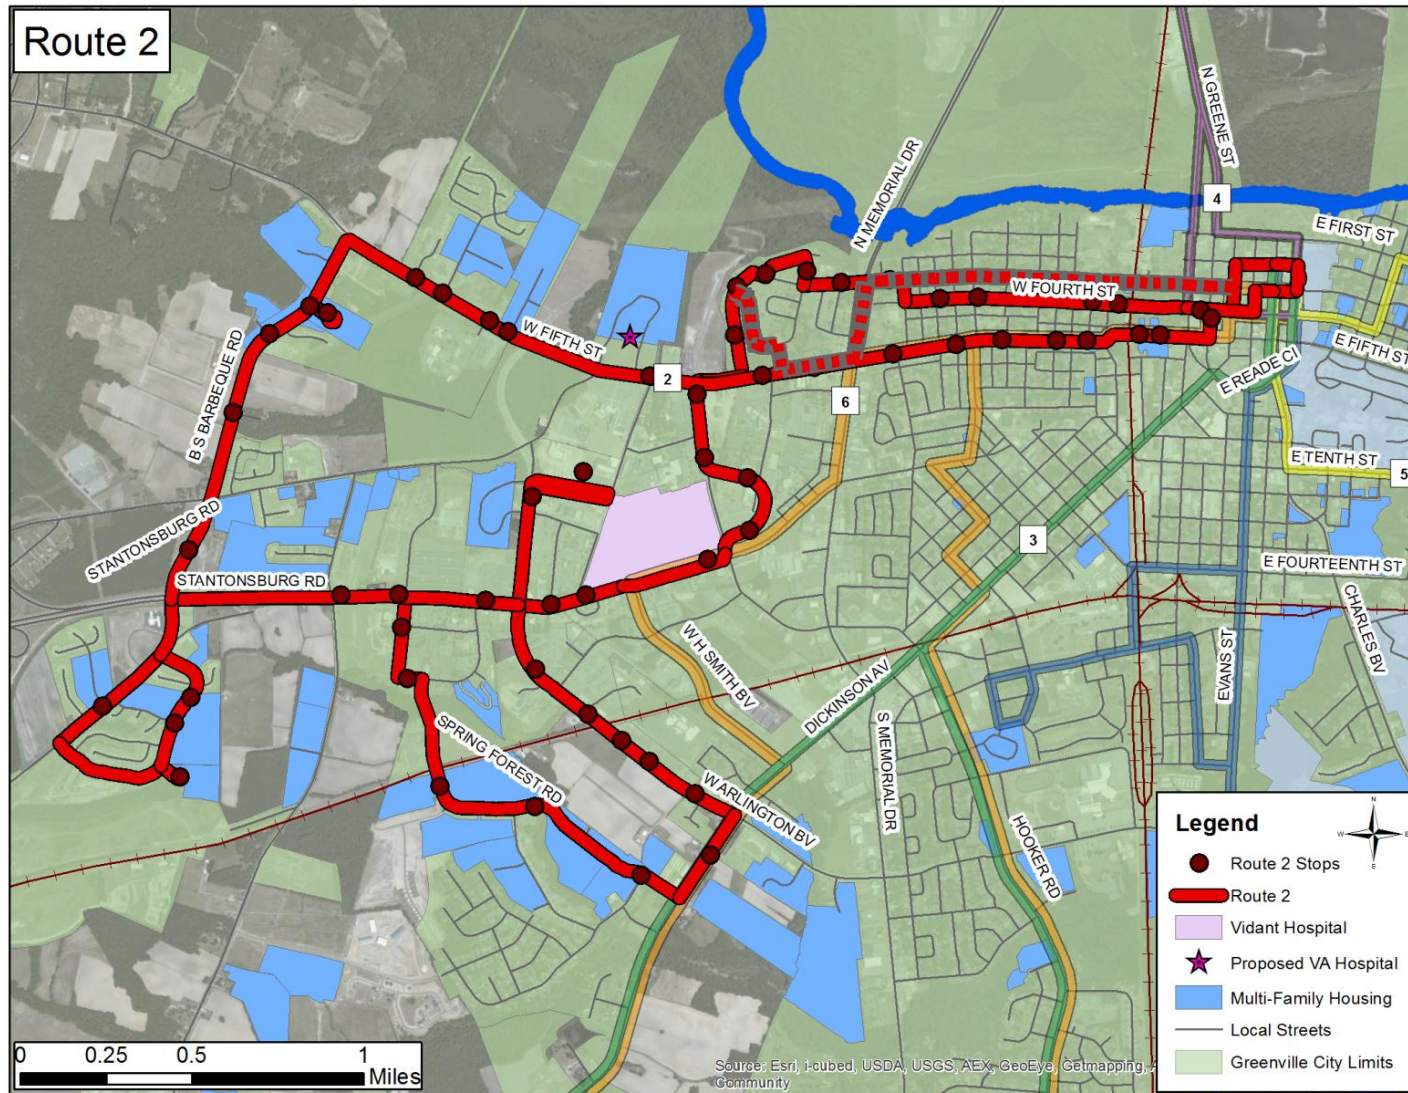 Route 2
N GREENE ST
N MEMORIAL DR
4
E FIRST ST
W FOURTH ST
W FIFTH ST
E FIFTH ST
2
E READE CI
6
B S BARBEQUE RD
E TENTH ST
5
STANTONSBURG RD
3
E FOURTEENTH ST
STANTONSBURG RD
CHARLES BV
W H SMITH BV
EVANS ST
DICKINSON AV
SPRING FOREST RD
S MEMORIAL DR
W ARLINGTON BV
HOOKER RD
Legend
N
W
E
S
Route 2 Stops
Route 2
Vidant Hospital
Proposed VA Hospital
Multi-Family Housing
Local Streets
Greenville City Limits
0 0.25 0.5 1
Miles
Source: Esri, i-cubed, USDA, USGS, AEX, GeoEye, Getmapping,
Community